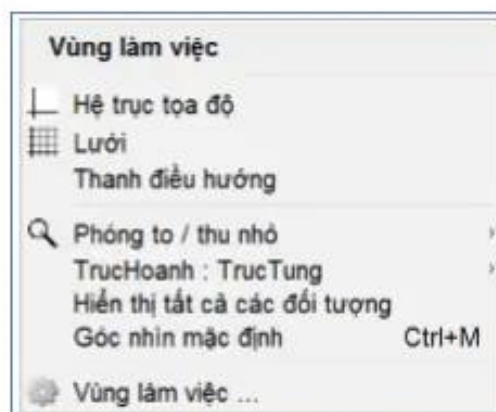 Vùng làm việc
Hệ trục tọa độ
Lưới
Thanh điều hướng
Phóng to / thu nhỏ
TrucHoanh : TrucTung
Hiển thị tất cả các đối tượng
Góc nhìn mặc định Ctrl+M
Vùng làm việc ...